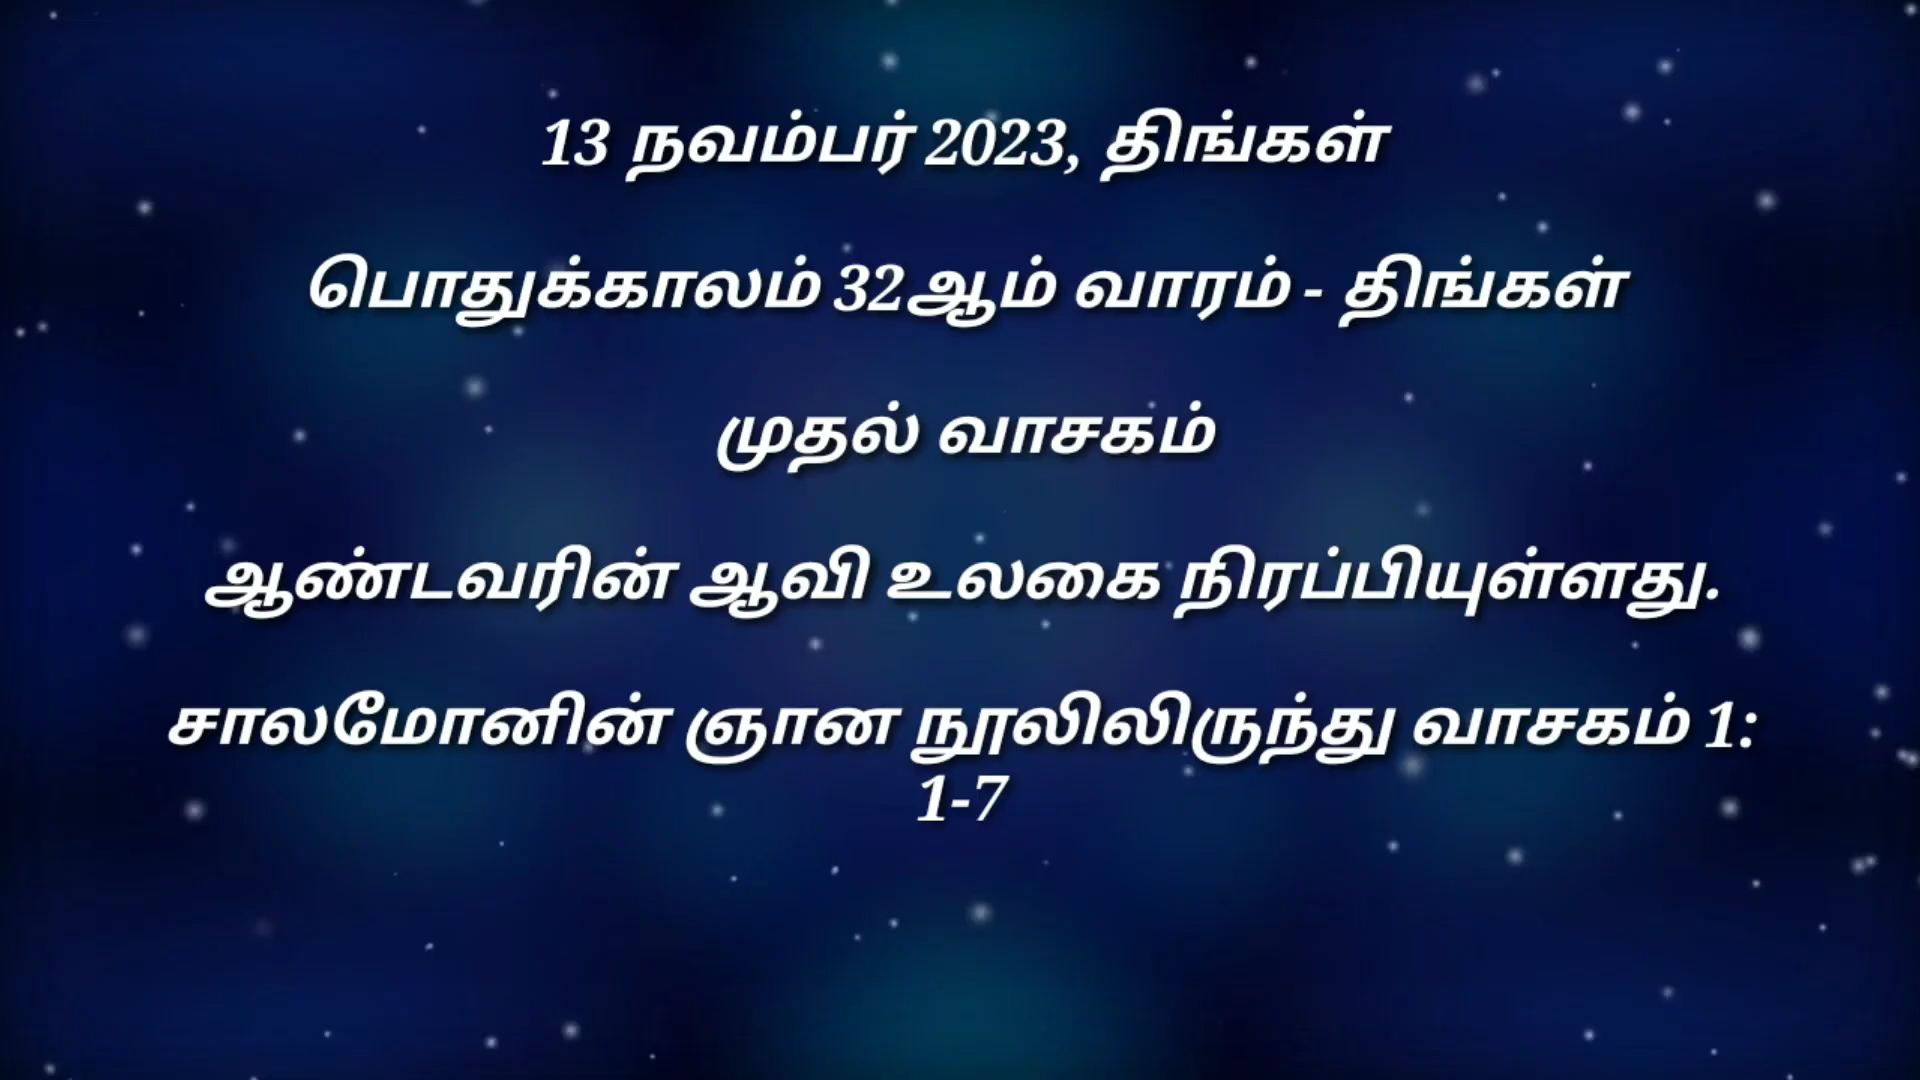 13 நவம்பர் 2023, திங்கள்
பொதுக்காலம் 32ஆம் வாரம் - திங்கள்
முதல் வாசகம்
ஆண்டவரின் ஆவி உலகை நிரப்பியுள்ளது.
சாலமோனின் ஞான நூலிலிருந்து வாசகம் 1:
1-7